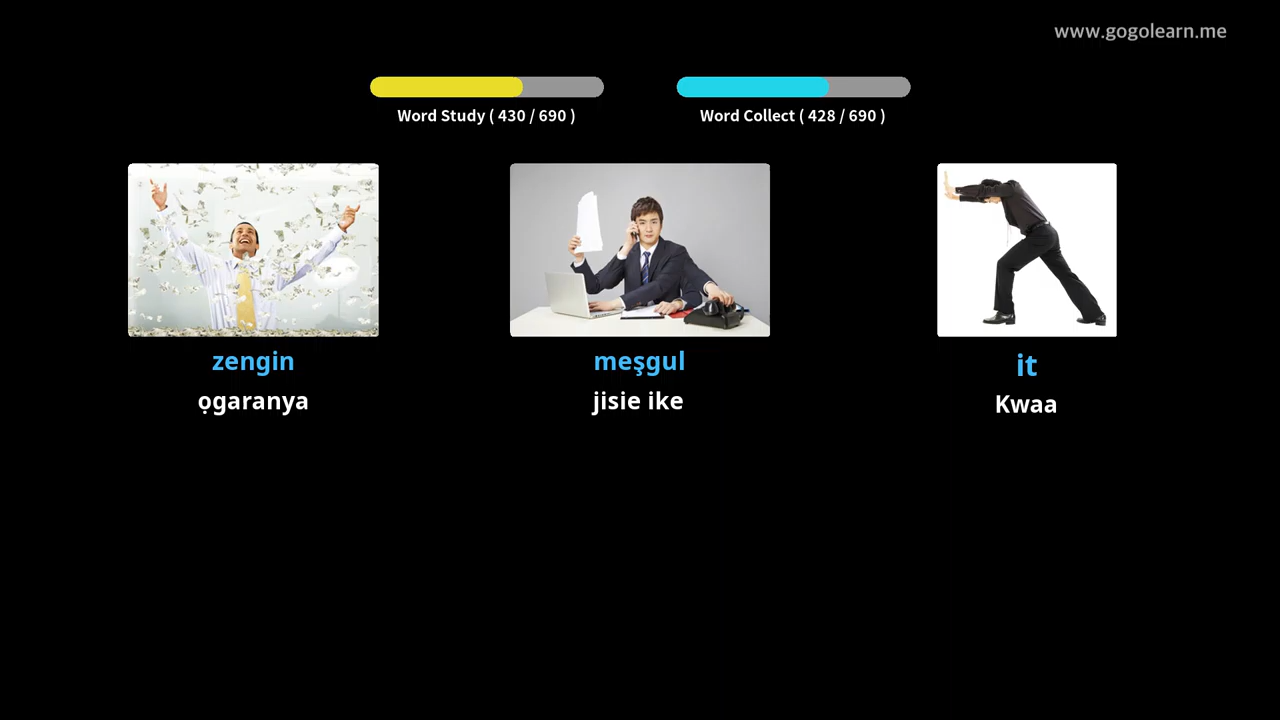 www.gogolearn.me
Word Study ( 430 / 690 )
Word Collect ( 428 / 690 )
zengin
meşgul
it
ọgaranya
jisie ike
Kwaa